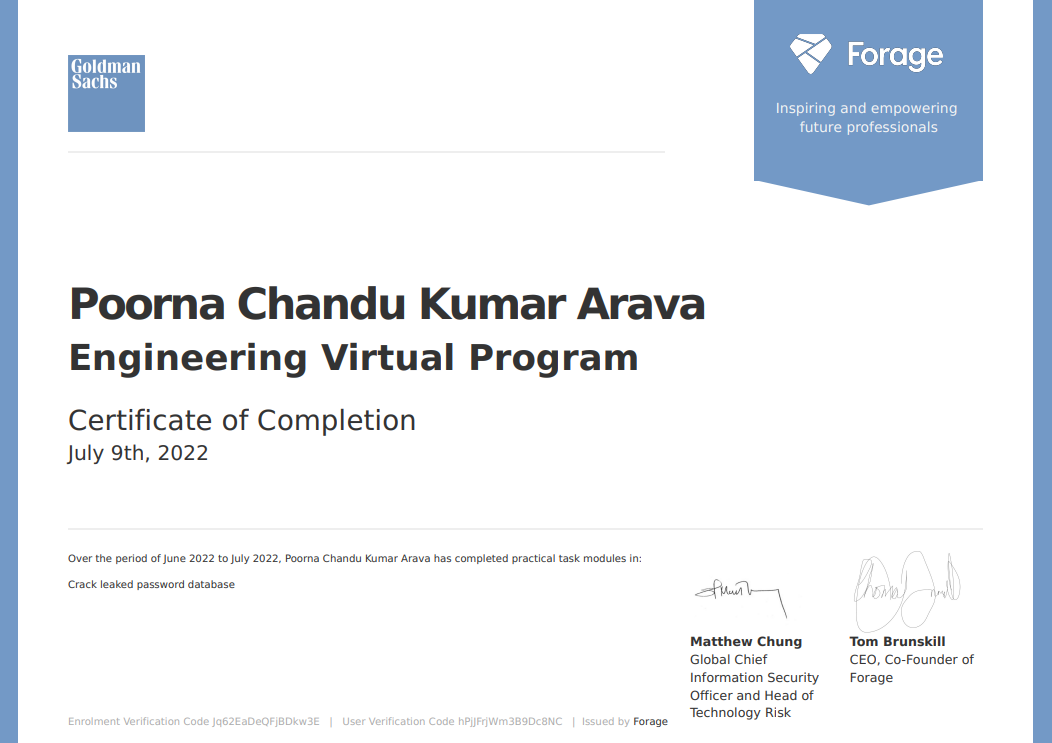 Goldman
Sachs
Forage
Inspiring and empowering
future professionals
Poorna Chandu Kumar Arava
Engineering Virtual Program
Certificate of Completion
July 9th, 2022
Over the period of June 2022 to July 2022, Poorna Chandu Kumar Arava has completed practical task modules in:
Crack leaked password database
Matthew Chung
Global Chief
Information Security
Officer and Head of
Technology Risk
Tom Brunskill
CEO, Co-Founder of
Forage
Enrolment Verification Code Jq62EaDeQFjBDkw3E | User Verification Code hPjJFrjWm3B9Dc8NC | Issued by Forage